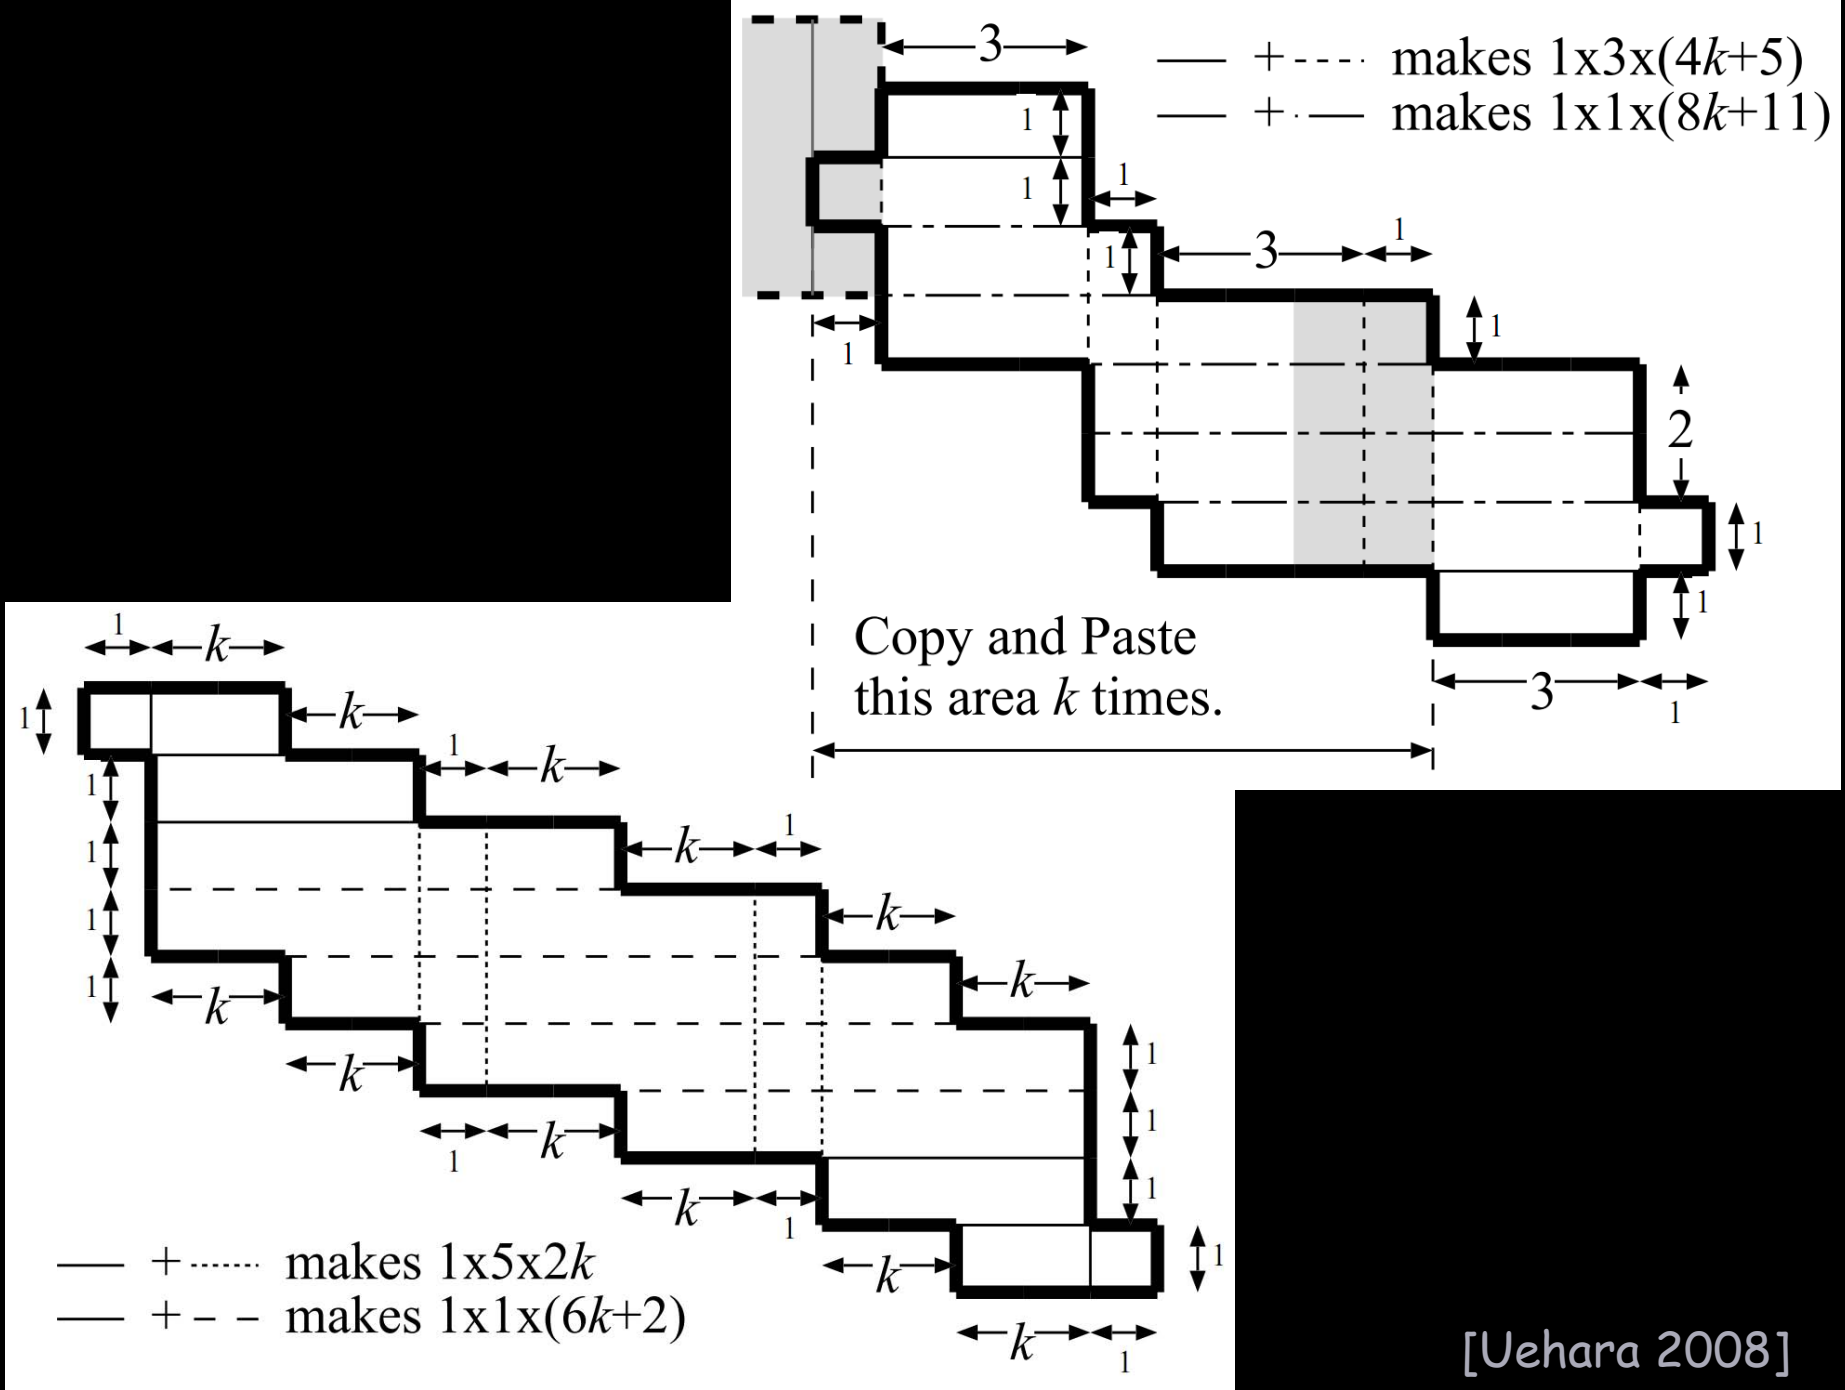 3
+ makes 1x3x(4k+5)
+ makes 1x1x(8k+11)
1
1
1
1
3
1
1
1
2
1
1
3
1
Copy and Paste
this area k times.
1
k
1
k
1
k
1
k
1
1
k
1
1
k
k
k
1
k
1
k
1
1
k
1
k
1
k
1
+ makes 1x5x2k
+ makes 1x1x(6k+2)
[Uehara 2008]